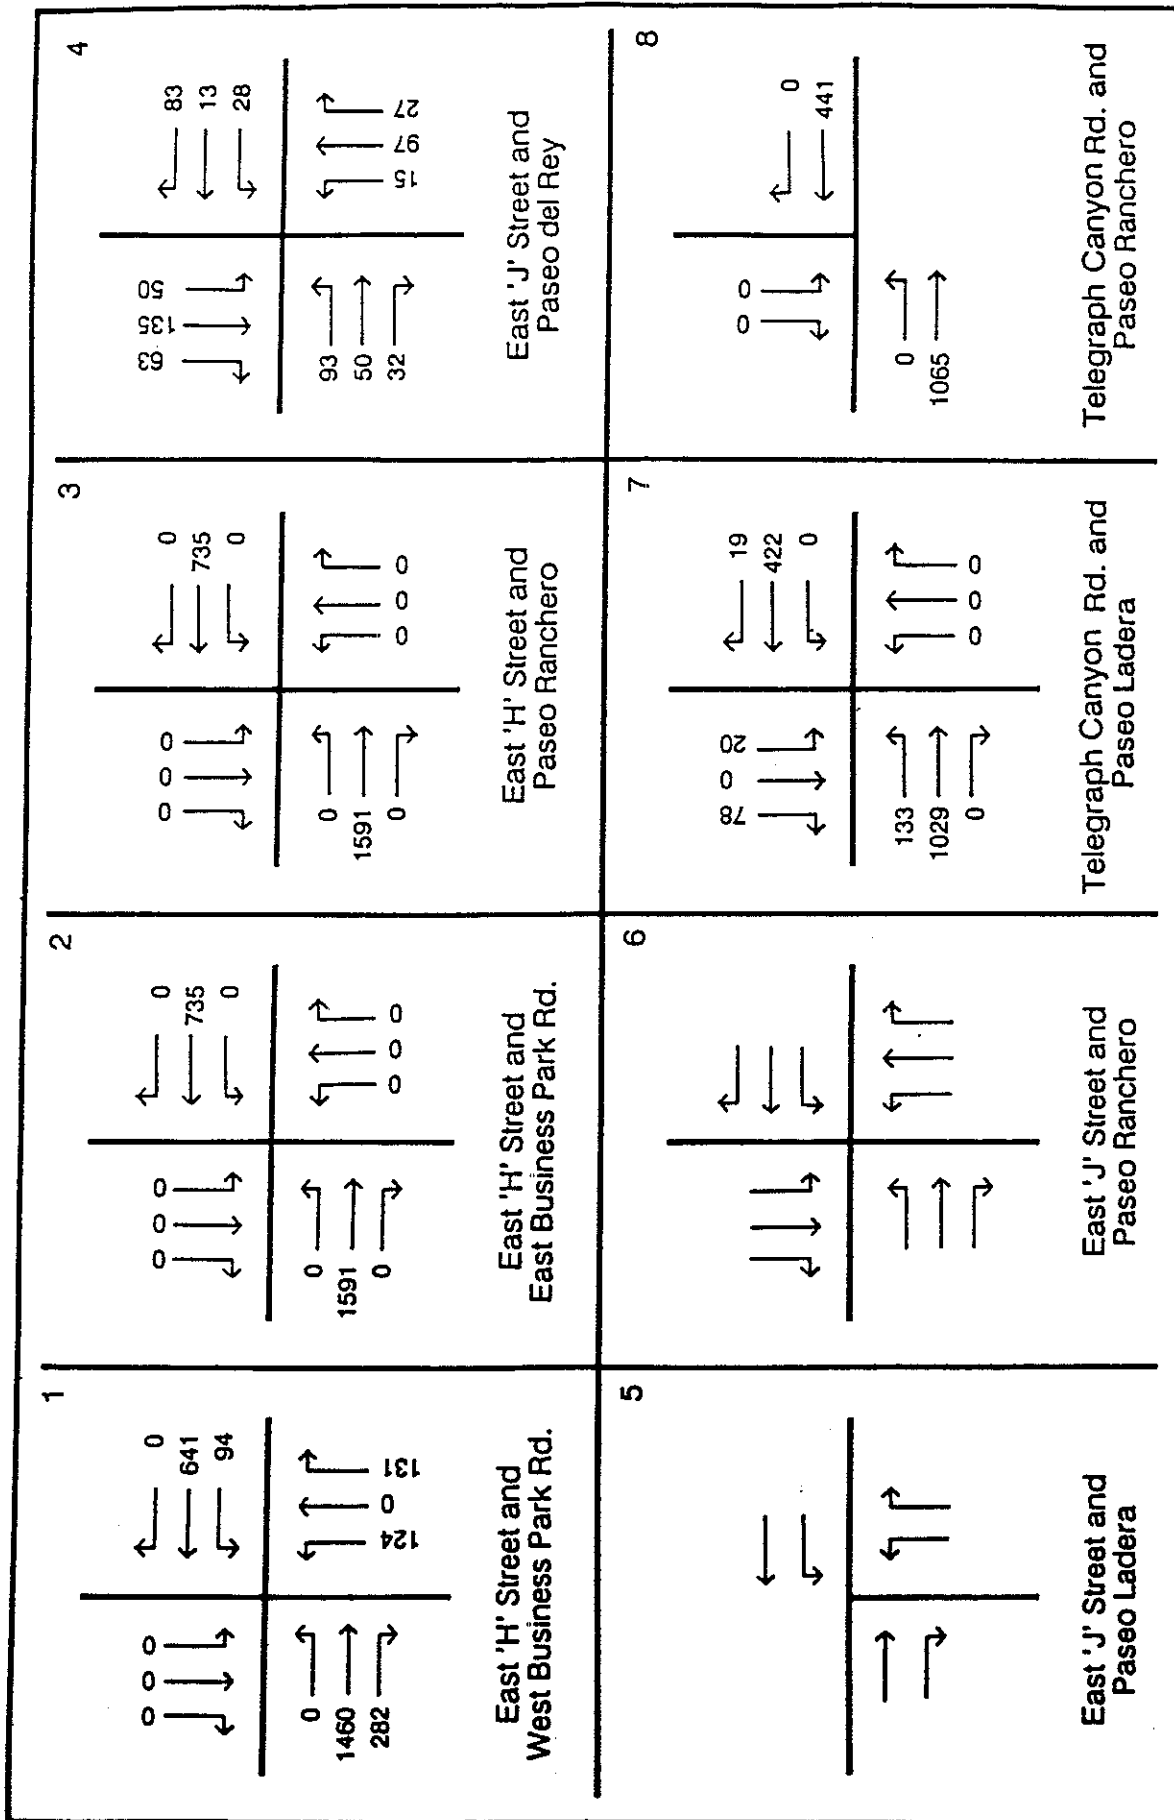 1
0 0 0
0
641
94
0
1460
282
124 0 131
East 'H' Street and
West Business Park Rd.
2
0 0 0
0
735
0
0
1591
0
0 0 0
East 'H' Street and
East Business Park Rd.
3
0 0 0
0
735
0
0
1591
0
0 0 0
East 'H' Street and
Paseo Ranchero
4
63 135 50
83
13
28
93
50
32
15 97 27
East 'J' Street and
Paseo del Rey
5
East 'J' Street and
Paseo Ladera
6
East 'J' Street and
Paseo Ranchero
7
78 0 20
19
422
0
133
1029
0
0 0 0
Telegraph Canyon Rd. and
Paseo Ladera
8
0 0
0
441
0
1065
Telegraph Canyon Rd. and
Paseo Ranchero